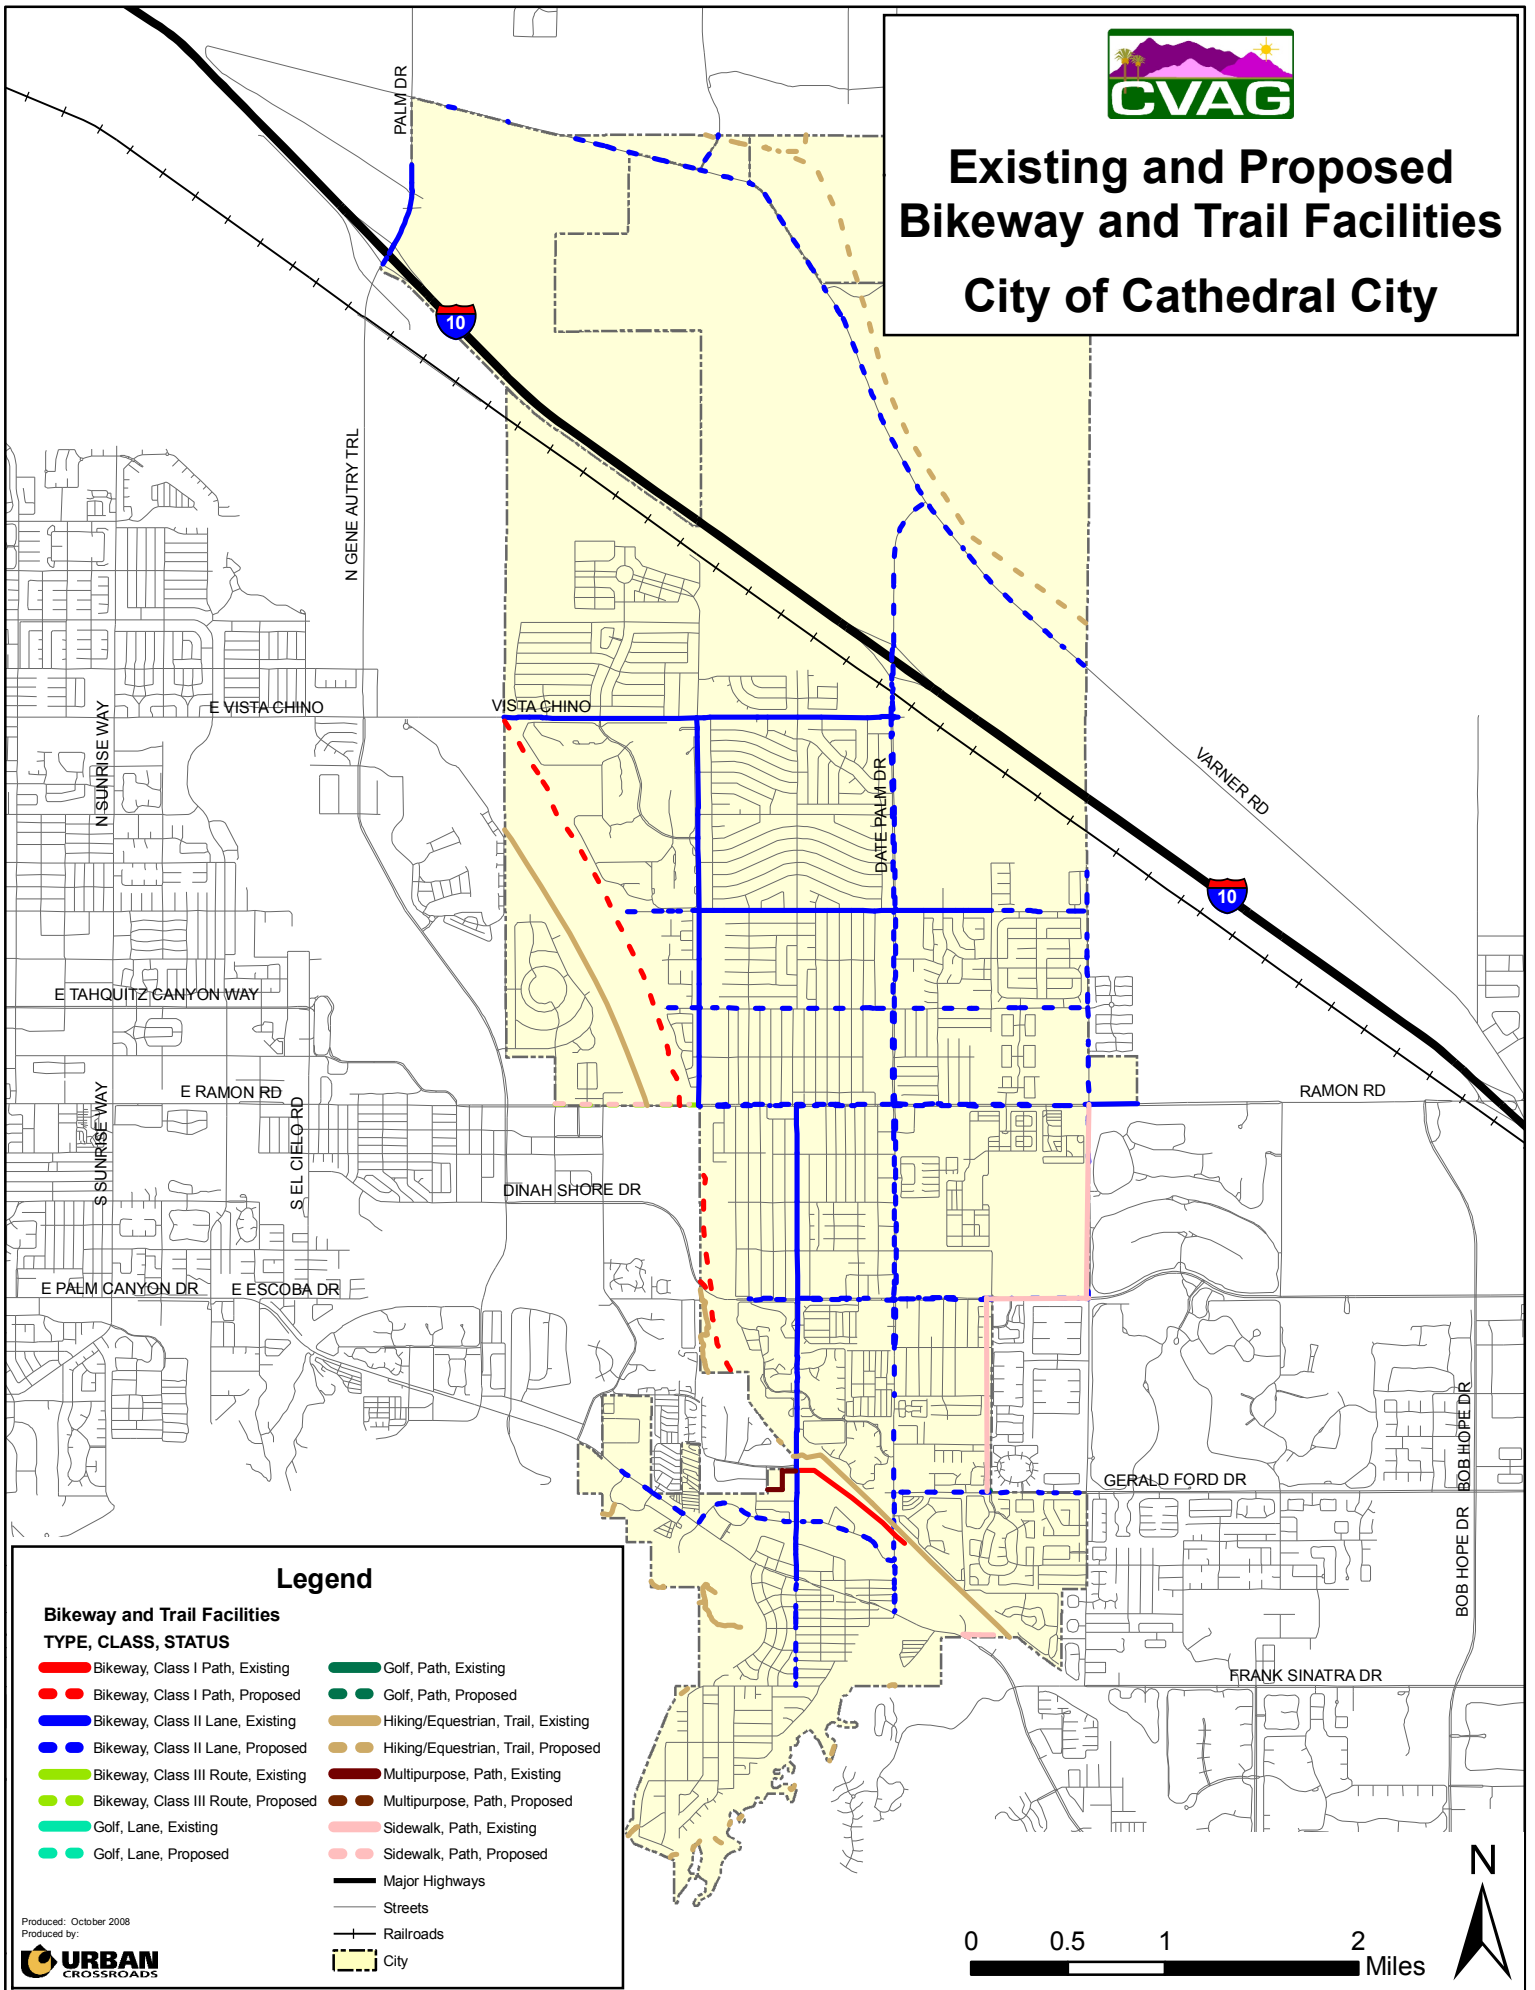 CVAG
Existing and Proposed
Bikeway and Trail Facilities
City of Cathedral City
PALM DR
10
N GENE AUTRY TRL
E VISTA CHINO
VISTA CHINO
N SUNRISE WAY
DATE PALM DR
VARNER RD
10
E TAHQUITZ CANYON WAY
E RAMON RD
RAMON RD
S SUNRISE WAY
S EL CIELO RD
DINAH SHORE DR
E PALM CANYON DR
E ESCOBA DR
BOB HOPE DR
GERALD FORD DR
BOB HOPE DR
FRANK SINATRA DR
Legend
Bikeway and Trail Facilities
TYPE, CLASS, STATUS
Bikeway, Class I Path, Existing
Bikeway, Class I Path, Proposed
Bikeway, Class II Lane, Existing
Bikeway, Class II Lane, Proposed
Bikeway, Class III Route, Existing
Bikeway, Class III Route, Proposed
Golf, Lane, Existing
Golf, Lane, Proposed
Golf, Path, Existing
Golf, Path, Proposed
Hiking/Equestrian, Trail, Existing
Hiking/Equestrian, Trail, Proposed
Multipurpose, Path, Existing
Multipurpose, Path, Proposed
Sidewalk, Path, Existing
Sidewalk, Path, Proposed
Major Highways
Streets
Railroads
City
Produced: October 2008
Produced by:
URBAN
CROSSROADS
0 0.5 1 2
Miles
N